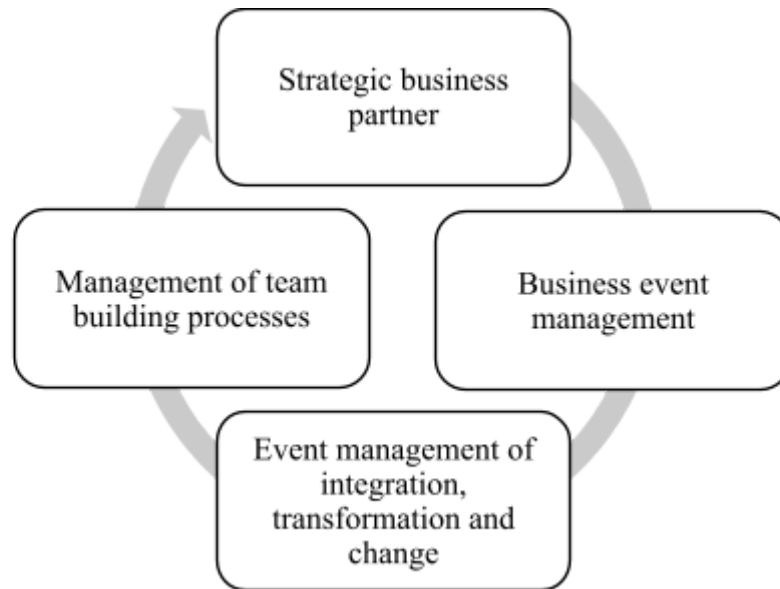 Strategic business
partner
Business event
management
Event management of
integration,
transformation and
change
Management of team
building processes